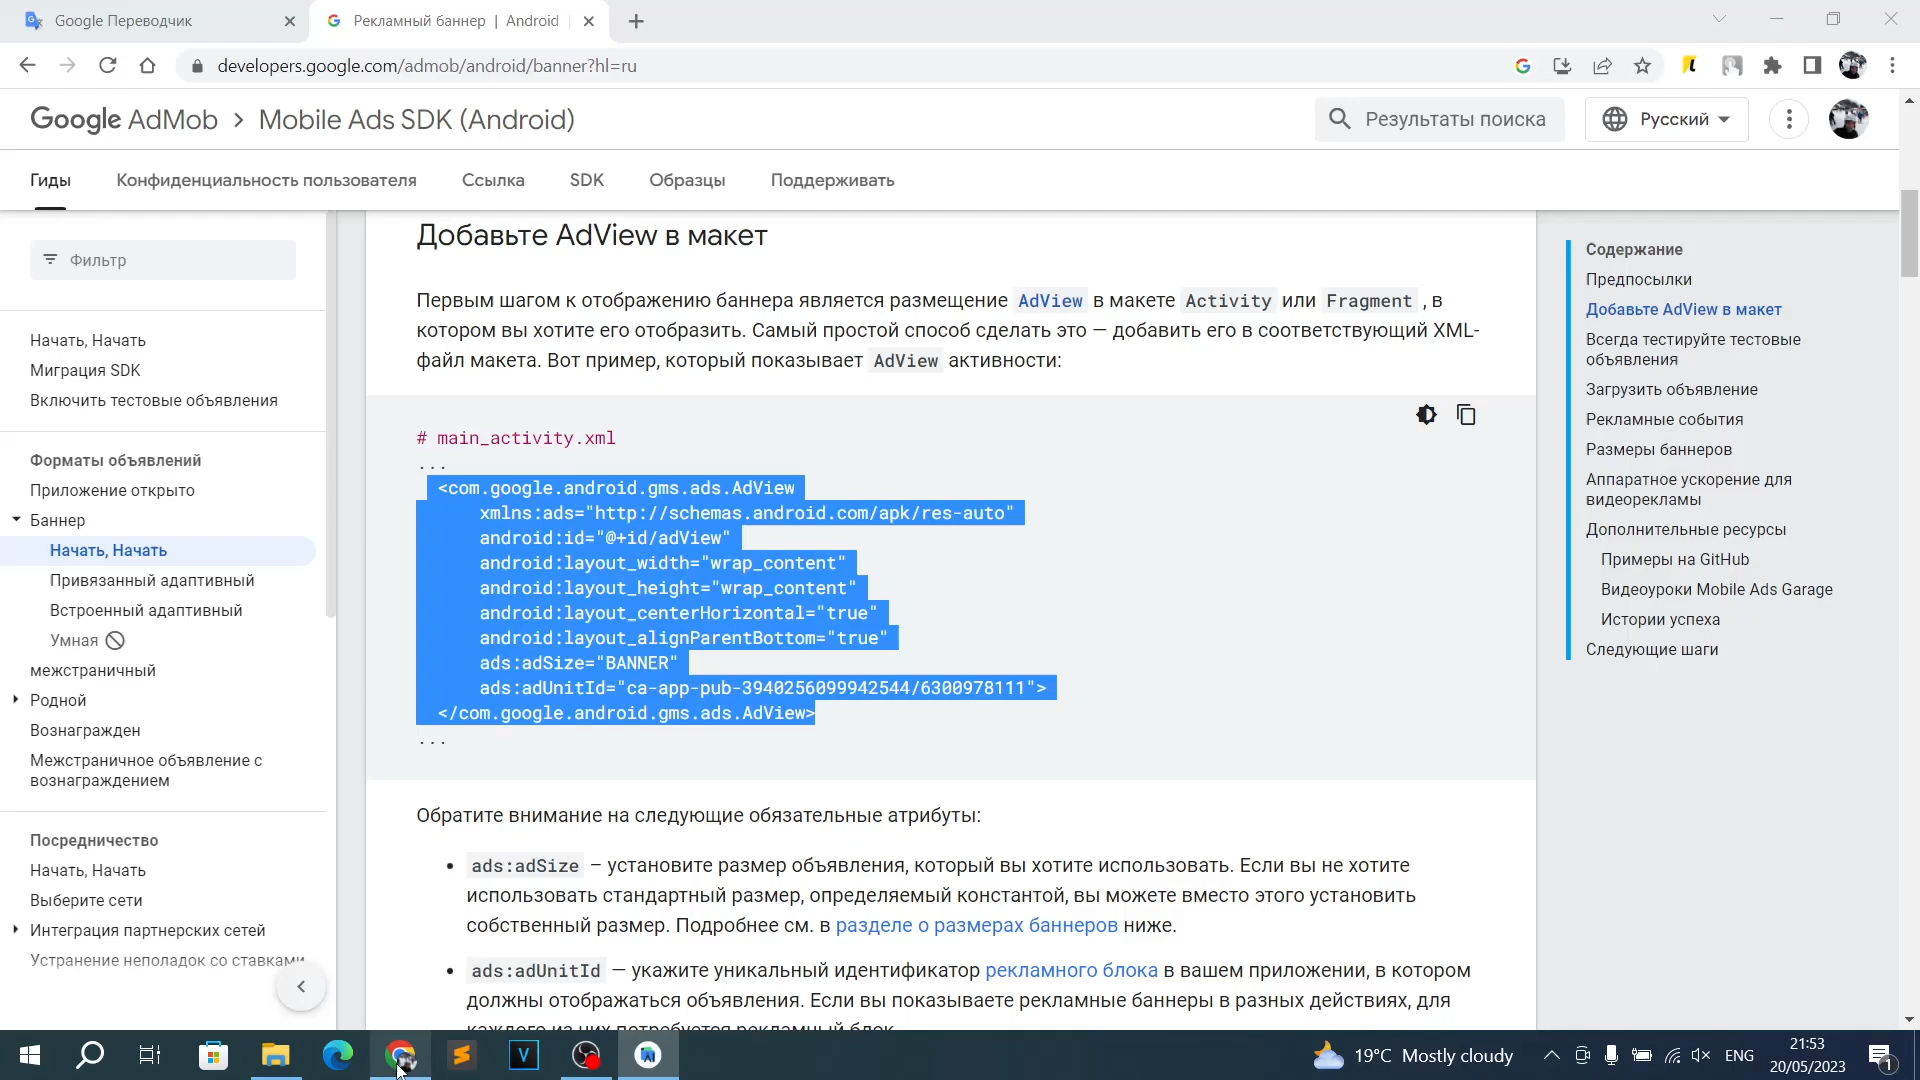 Google Переводчик
Рекламный баннер | Android
developers.google.com/admob/android/banner?hl=ru
Google AdMob > Mobile Ads SDK (Android)
Результаты поиска
Русский
Гиды
Конфиденциальность пользователя
Ссылка
SDK
Образцы
Поддерживать
Фильтр
Начать, Начать
Миграция SDK
Включить тестовые объявления
Форматы объявлений
Приложение открыто
Баннер
Начать, Начать
Привязанный адаптивный
Встроенный адаптивный
Умная
межстраничный
Родной
Вознагражден
Межстраничное объявление с
вознаграждением
Посредничество
Начать, Начать
Выберите сети
Интеграция партнерских сетей
Устранение неполадок со ставками
Добавьте AdView в макет
Первым шагом к отображению баннера является размещение AdView в макете Activity или Fragment , в
котором вы хотите его отобразить. Самый простой способ сделать это — добавить его в соответствующий XML-
файл макета. Вот пример, который показывает AdView активности:
# main_activity.xml
...
<com.google.android.gms.ads.AdView
xmlns:ads="http://schemas.android.com/apk/res-auto"
android:id="@+id/adView"
android:layout_width="wrap_content"
android:layout_height="wrap_content"
android:layout_centerHorizontal="true"
android:layout_alignParentBottom="true"
ads:adSize="BANNER"
ads:adUnitId="ca-app-pub-3940256099942544/6300978111">
</com.google.android.gms.ads.AdView>
...
Обратите внимание на следующие обязательные атрибуты:
• ads:adSize – установите размер объявления, который вы хотите использовать. Если вы не хотите
использовать стандартный размер, определяемый константой, вы можете вместо этого установить
собственный размер. Подробнее см. в разделе о размерах баннеров ниже.
• ads:adUnitId — укажите уникальный идентификатор рекламного блока в вашем приложении, в котором
должны отображаться объявления. Если вы показываете рекламные баннеры в разных действиях, для
каждого из них потребуется рекламный блок.
Содержание
Предпосылки
Добавьте AdView в макет
Всегда тестируйте тестовые
объявления
Загрузить объявление
Рекламные события
Размеры баннеров
Аппаратное ускорение для
видеорекламы
Дополнительные ресурсы
Примеры на GitHub
Видеоуроки Mobile Ads Garage
Истории успеха
Следующие шаги
19°C Mostly cloudy
ENG
21:53
20/05/2023
1